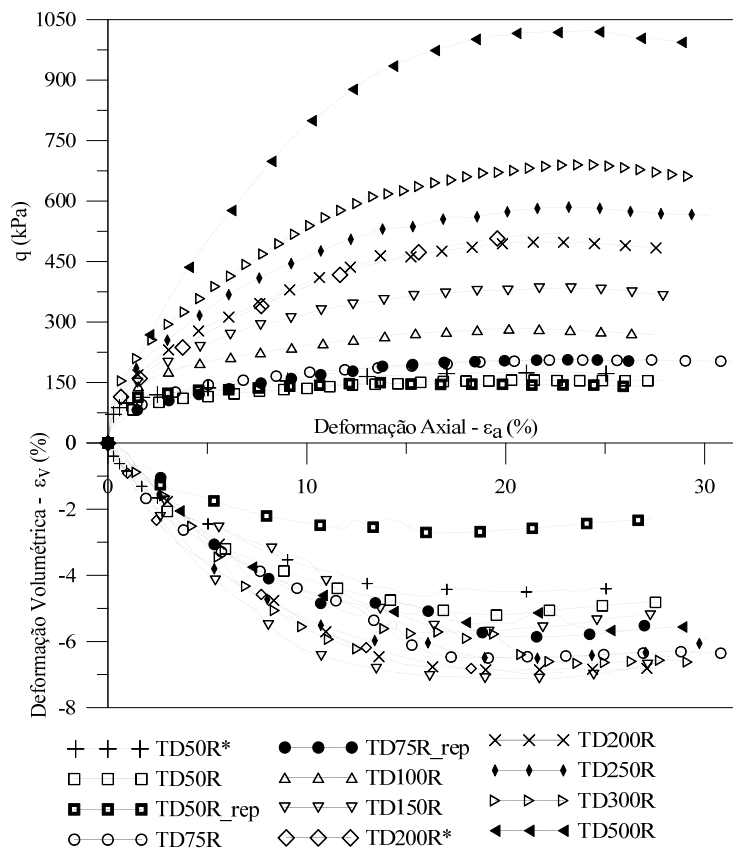 1050
900
750
600
450
300
150
0
-2
-4
-6
-8
q (kPa)
Deformação Volumétrica - εv (%)
Deformação Axial - εa (%)
0
10
20
30
TD50R*
TD50R
TD50R_rep
TD75R
TD75R_rep
TD100R
TD150R
TD200R*
TD200R
TD250R
TD300R
TD500R